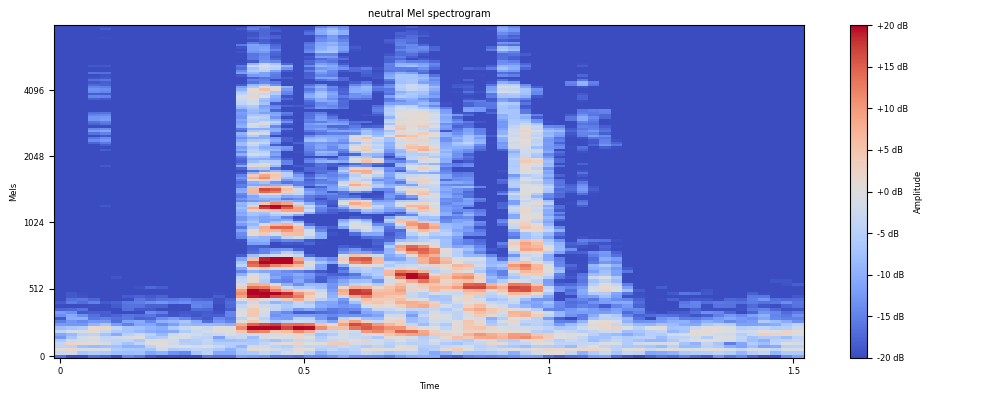 neutral Mel spectrogram
Mels
4096
2048
1024
512
0
0
0.5
1
1.5
Time
+20 dB
+15 dB
+10 dB
+5 dB
+0 dB
-5 dB
-10 dB
-15 dB
-20 dB
Amplitude